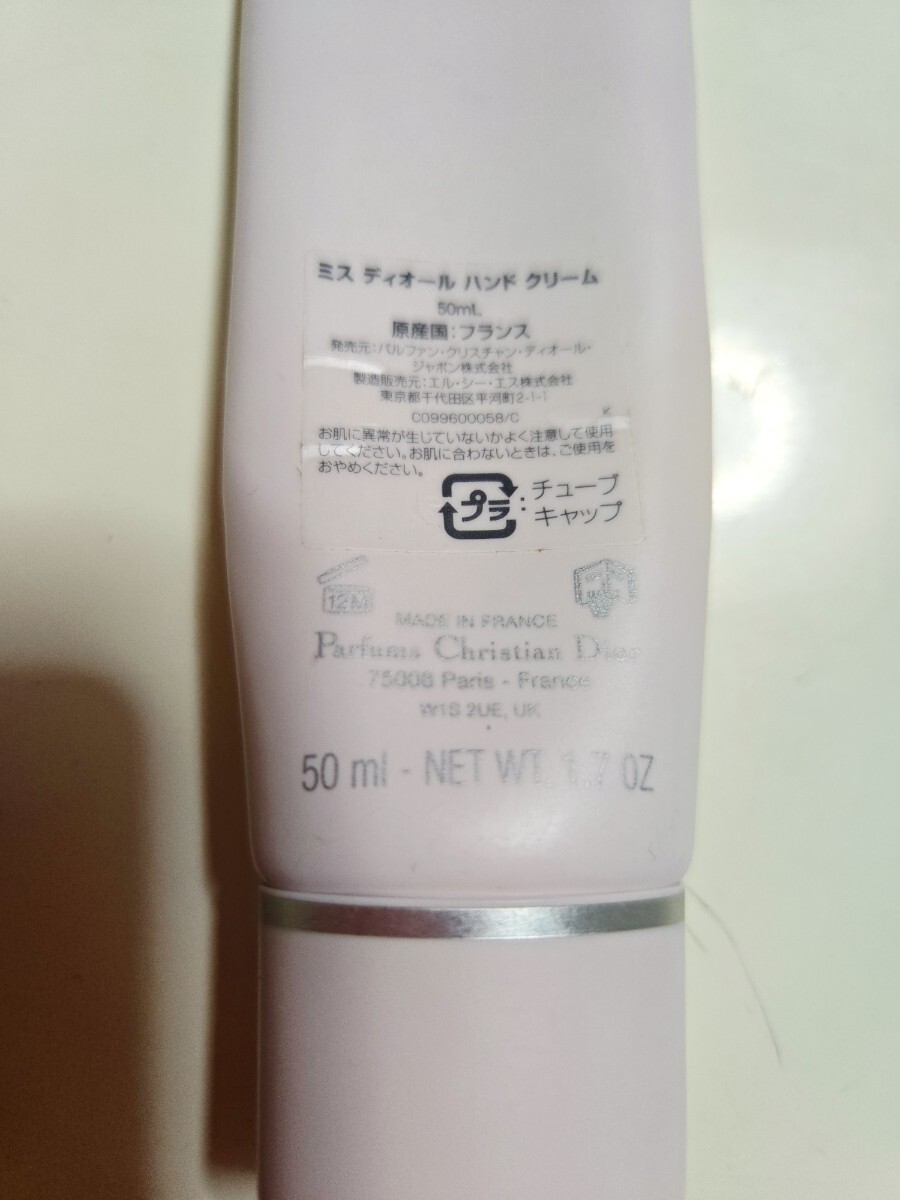 ミス ディオール ハンド クリーム
50mL
原産国：フランス
発売元：パルファン・クリスチャン・ディオール・
ジャポン株式会社
製造販売元：エル・シー・エス株式会社
東京都千代田区平河町2-1-1
C099600058/C
K
お肌に異常が生じていないかよく注意して使用
してください。お肌に合わないときは、ご使用を
おやめください。
プラ：チューブ
キャップ
12M
MADE IN FRANCE
Parfums Christian Dior
75008 Paris - France
W1S 2UE, UK
50 ml - NET WT. 1.7 OZ